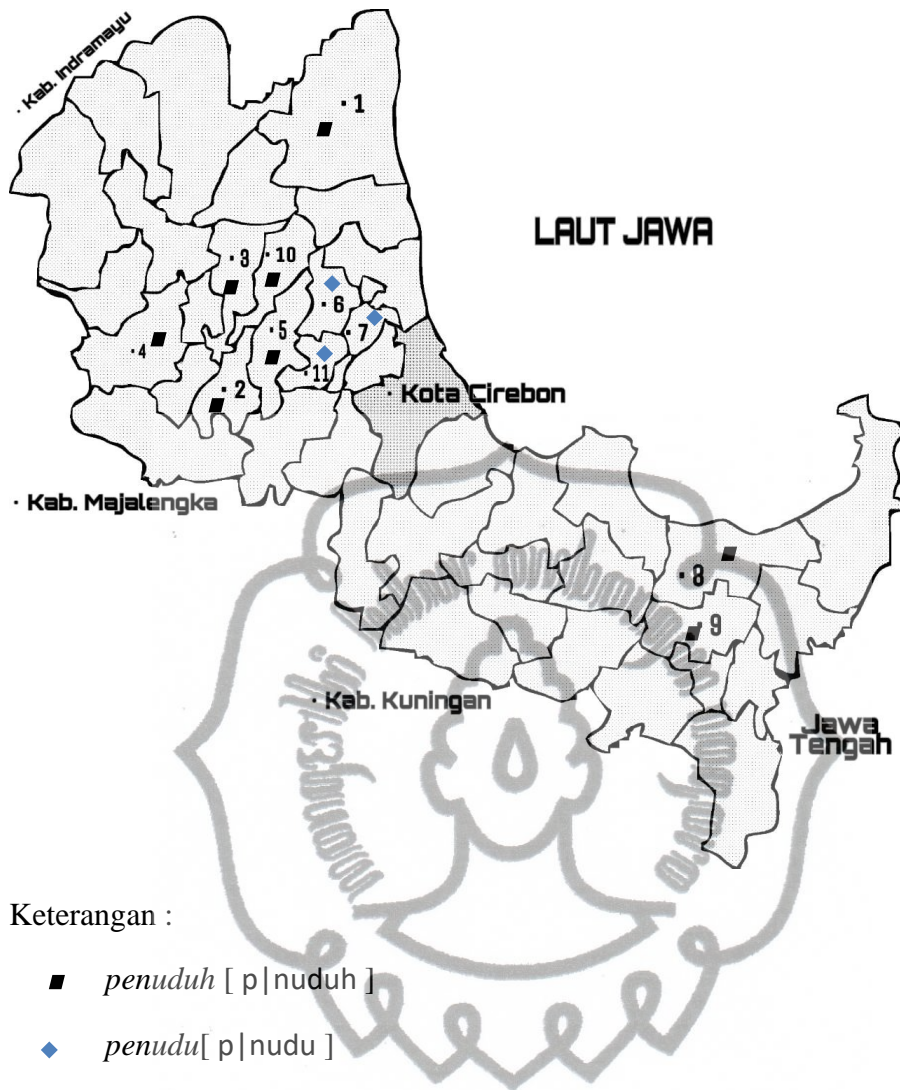 · Kab. Indramayu
· 1
LAUT JAWA
· 3
· 10
· 6
· 5
· 7
· 4
· 11
· 2
· Kota Cirebon
· Kab. Majalengka
· 8
· 9
· Kab. Kuningan
Jawa
Tengah
Keterangan :
penuduh [ p|nuduh ]
penudu[ p|nudu ]